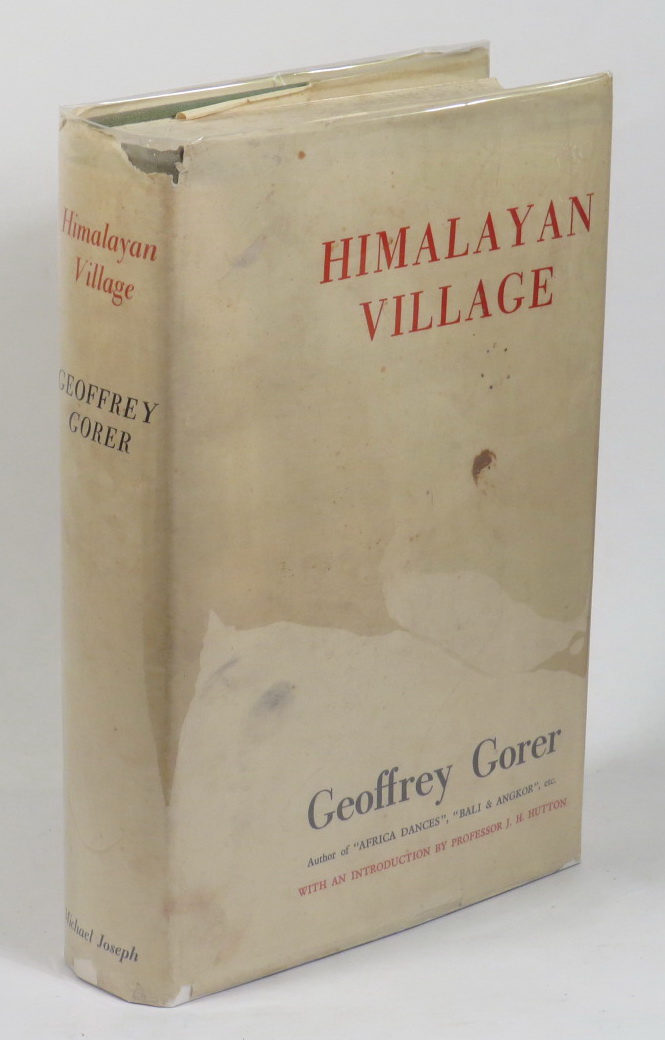 Himalayan
Village
GEOFFREY
GORER
Michael Joseph
HIMALAYAN
VILLAGE
Geoffrey Gorer
Author of "AFRICA DANCES", "BALI & ANGKOR", etc.
WITH AN INTRODUCTION BY PROFESSOR J. H. HUTTON